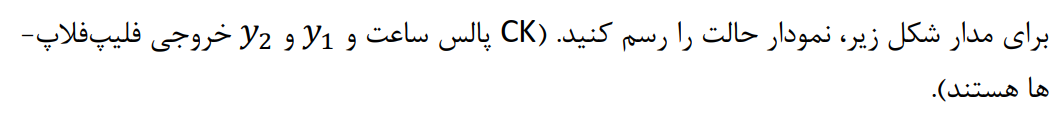 برای مدار شکل زیر، نمودار حالت را رسم کنید. (CK پالس ساعت و y₁ و y₂ خروجی فلیپ‌فلاپ-
ها هستند).